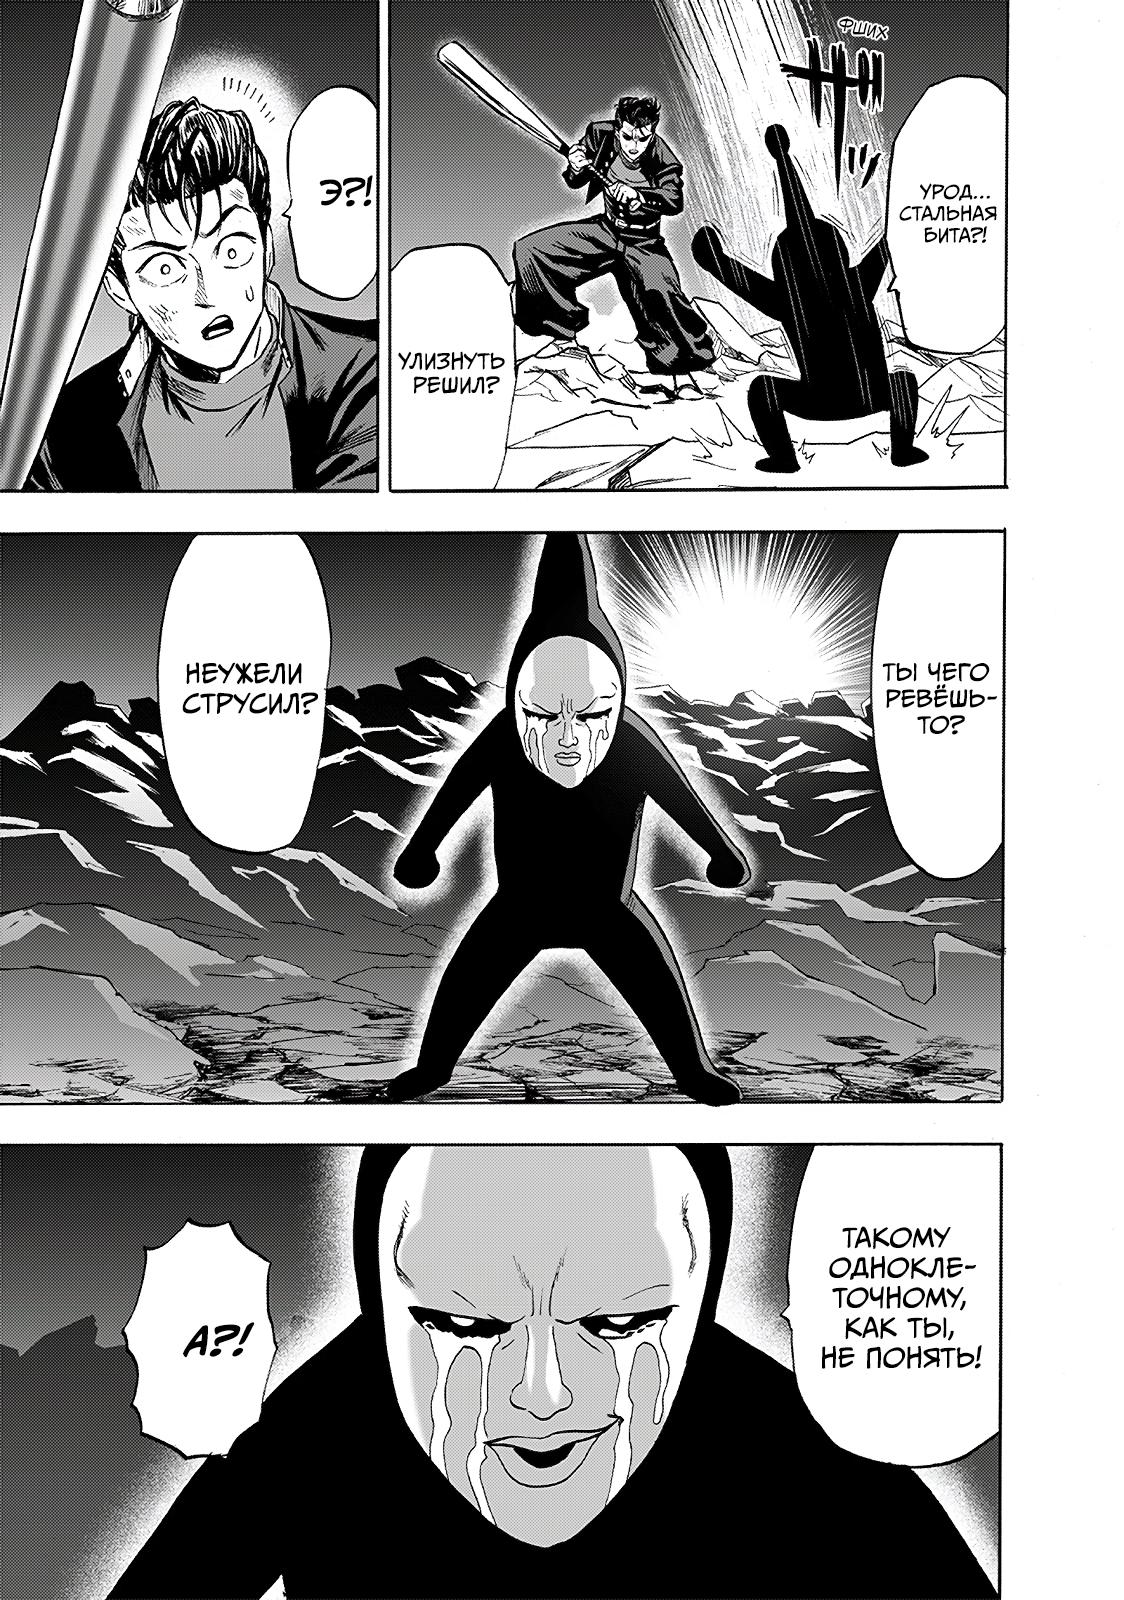 ФШИХ
УРОД...
СТАЛЬНАЯ
БИТА?!
УЛИЗНУТЬ
РЕШИЛ?
Э?!
ТЫ ЧЕГО
РЕВЁШЬ-
ТО?
НЕУЖЕЛИ
СТРУСИЛ?
ТАКОМУ
ОДНОКЛЕ-
ТОЧНОМУ,
КАК ТЫ,
НЕ ПОНЯТЬ!
А?!